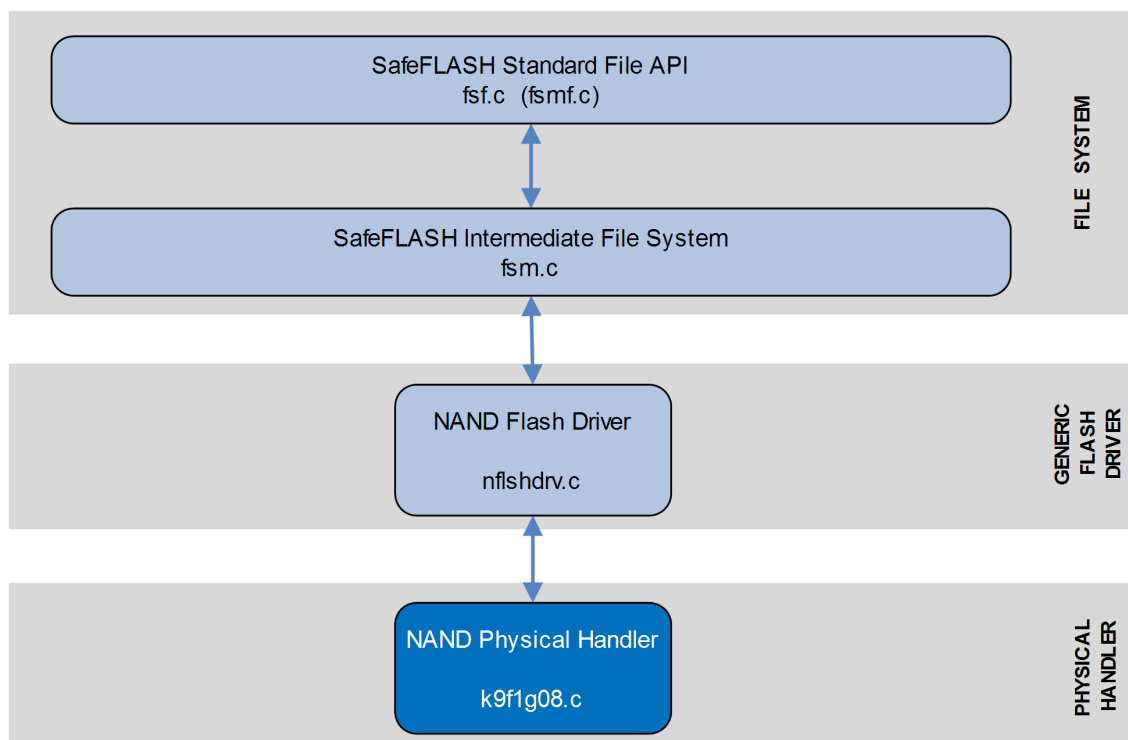 SafeFLASH Standard File API
fsf.c (fsmf.c)
FILE SYSTEM
SafeFLASH Intermediate File System
fsm.c
NAND Flash Driver
nflshdrv.c
GENERIC
FLASH
DRIVER
NAND Physical Handler
k9f1g08.c
PHYSICAL
HANDLER